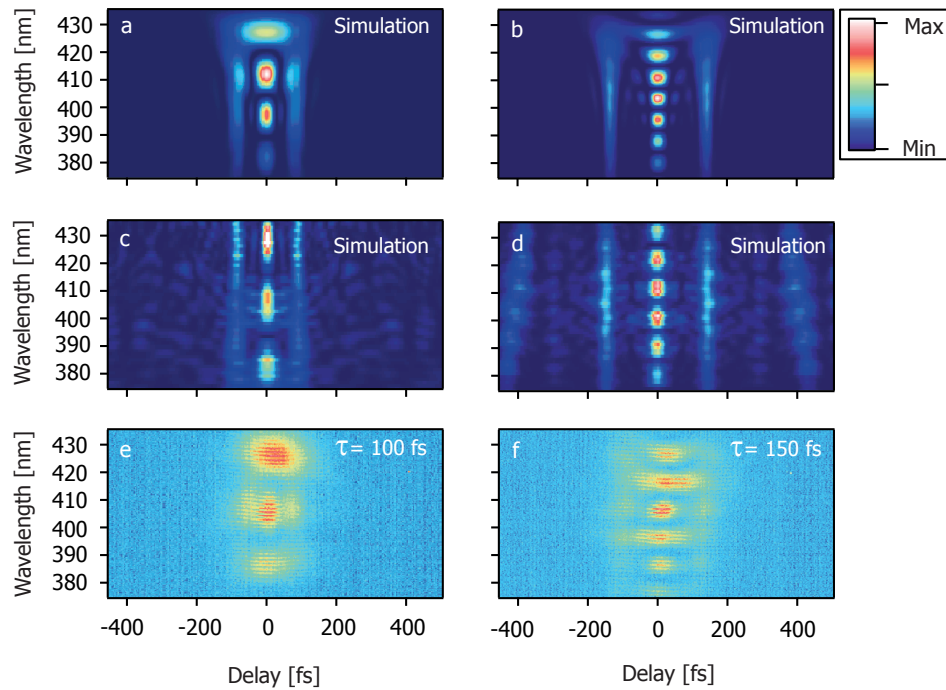 a
Simulation
b
Simulation
Max
Min
Wavelength [nm]
430
420
410
400
390
380
c
Simulation
d
Simulation
Wavelength [nm]
430
420
410
400
390
380
e
τ = 100 fs
f
τ = 150 fs
Wavelength [nm]
430
420
410
400
390
380
-400 -200 0 200 400
-400 -200 0 200 400
Delay [fs]
Delay [fs]